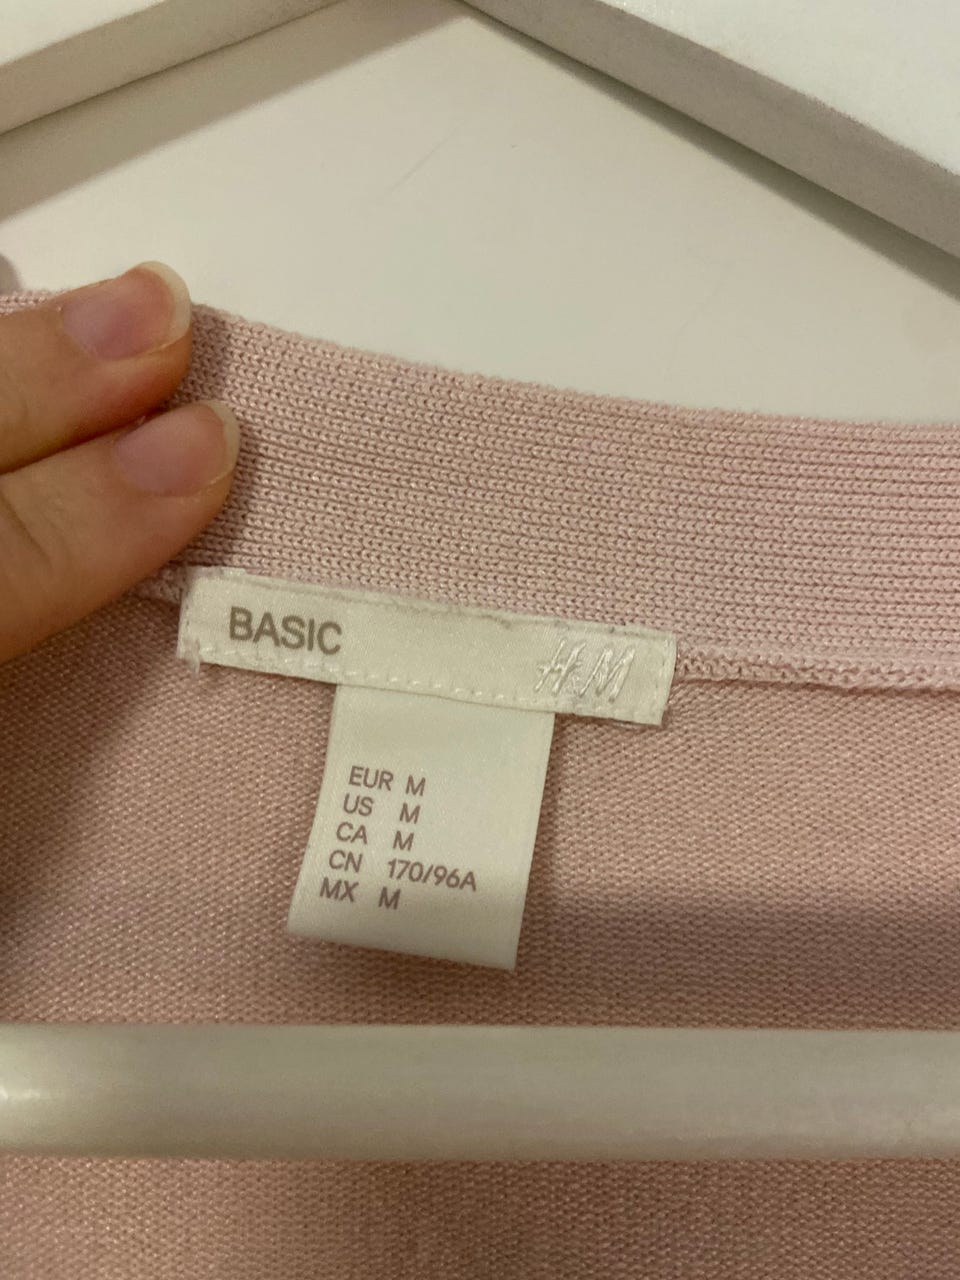 BASIC H&M
EUR M
US M
CA M
CN 170/96A
MX M